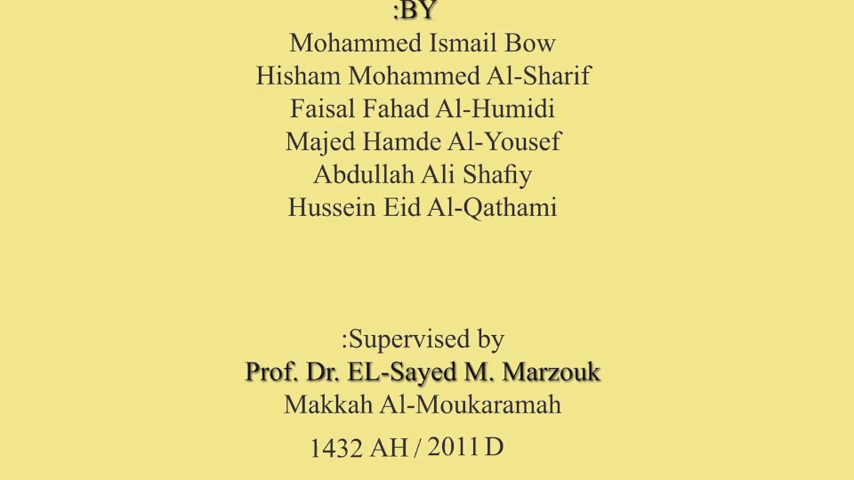 :BY
Mohammed Ismail Bow
Hisham Mohammed Al-Sharif
Faisal Fahad Al-Humidi
Majed Hamde Al-Yousef
Abdullah Ali Shafiy
Hussein Eid Al-Qathami
:Supervised by
Prof. Dr. EL-Sayed M. Marzouk
Makkah Al-Moukaramah
1432 AH / 2011 D